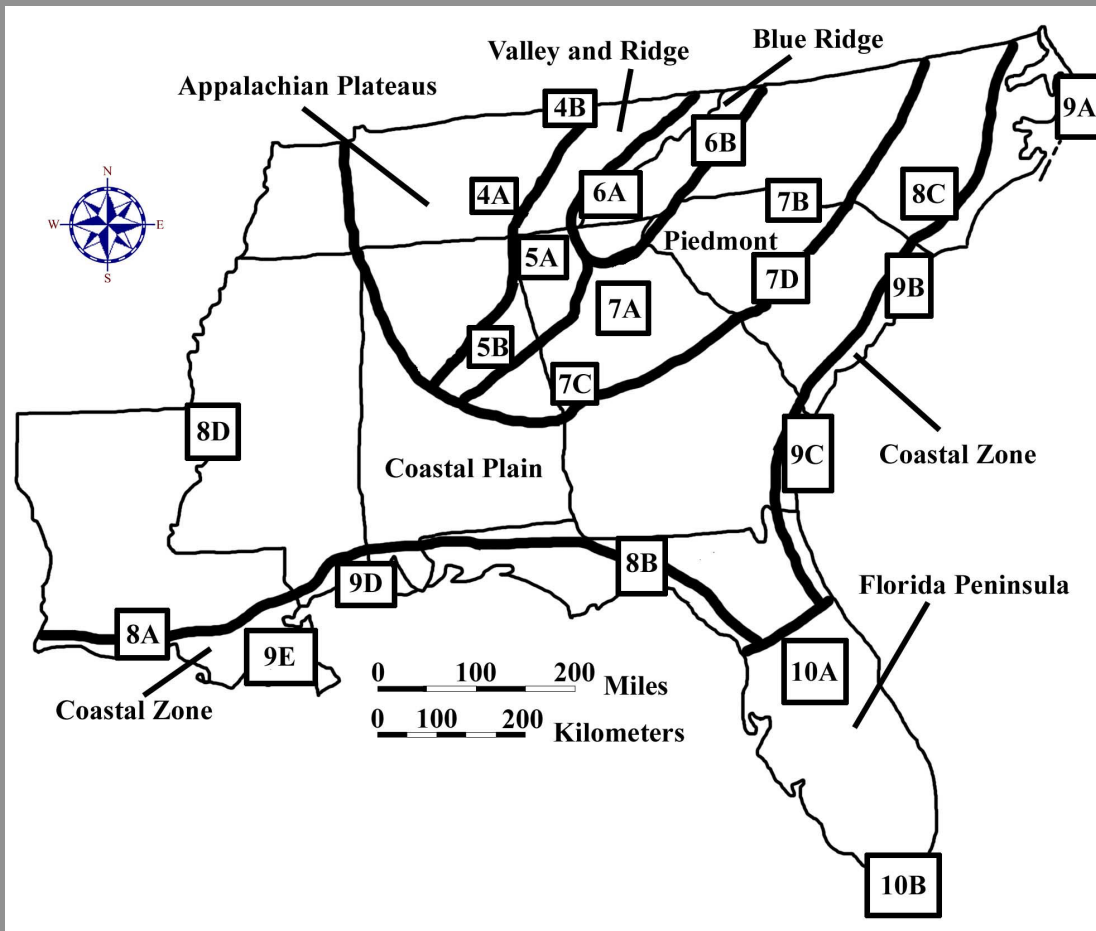 Blue Ridge
Valley and Ridge
Appalachian Plateaus
4B
9A
6B
N
W E
S
4A
6A
7B
8C
5A
Piedmont
7D
9B
7A
5B
7C
8D
9C
Coastal Zone
Coastal Plain
8B
9D
Florida Peninsula
8A
9E
10A
Coastal Zone
0 100 200
Miles
0 100 200
Kilometers
10B